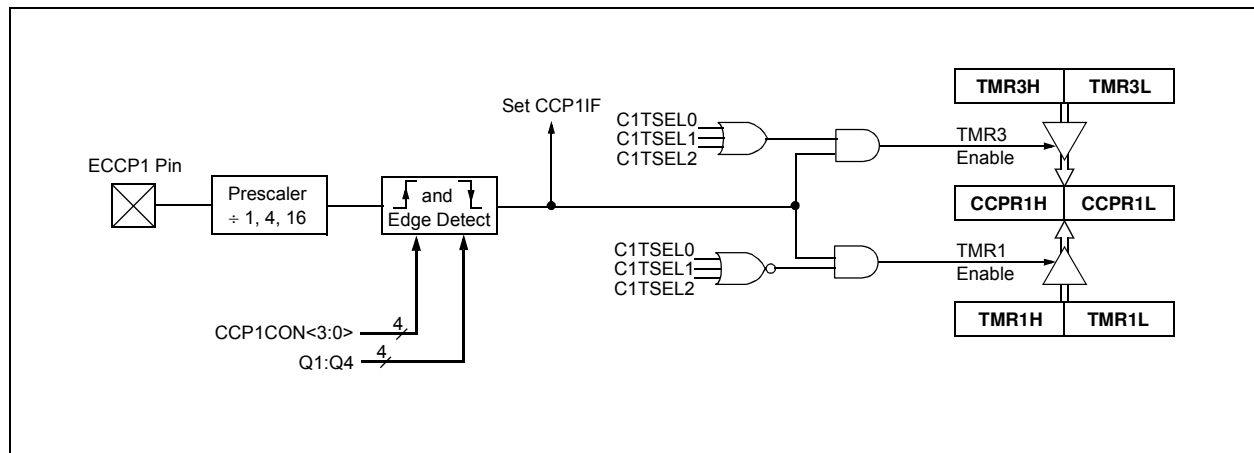 TMR3H TMR3L
Set CCP1IF
C1TSEL0
C1TSEL1
C1TSEL2
TMR3
Enable
ECCP1 Pin
Prescaler
÷ 1, 4, 16
and
Edge Detect
CCPR1H CCPR1L
C1TSEL0
C1TSEL1
C1TSEL2
TMR1
Enable
TMR1H TMR1L
CCP1CON<3:0> 4
Q1:Q4 4